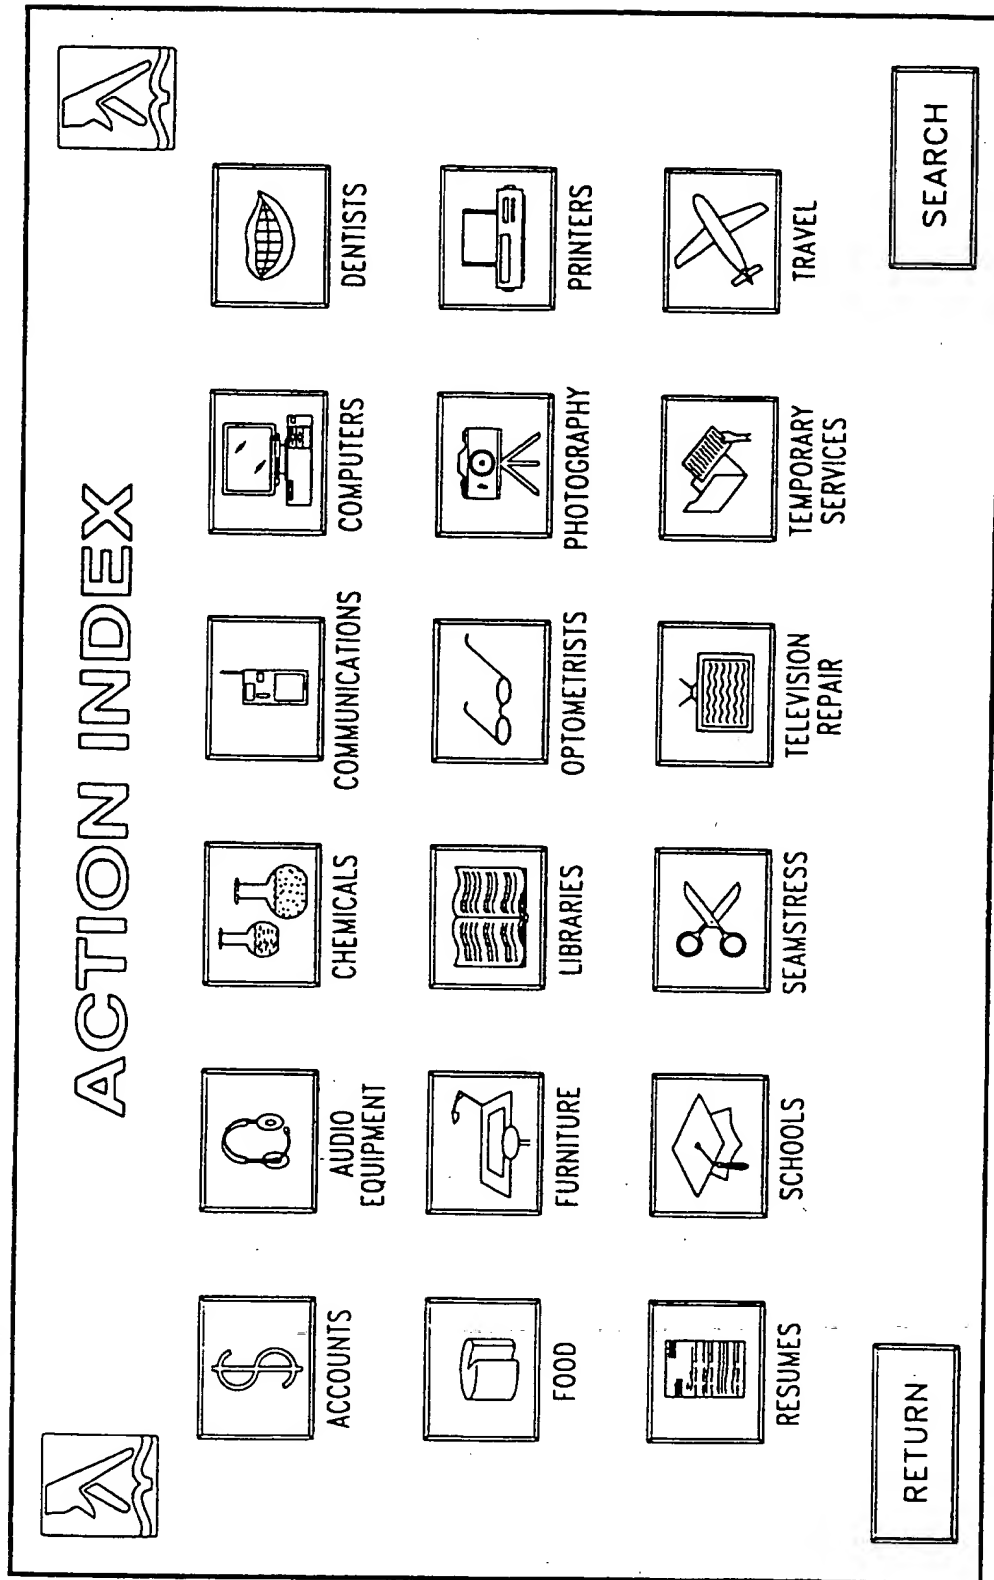 ACTION INDEX
ACCOUNTS
AUDIO
EQUIPMENT
CHEMICALS
COMMUNICATIONS
COMPUTERS
DENTISTS
FOOD
FURNITURE
LIBRARIES
OPTOMETRISTS
PHOTOGRAPHY
PRINTERS
RESUMES
SCHOOLS
SEAMSTRESS
TELEVISION
REPAIR
TEMPORARY
SERVICES
TRAVEL
RETURN
SEARCH